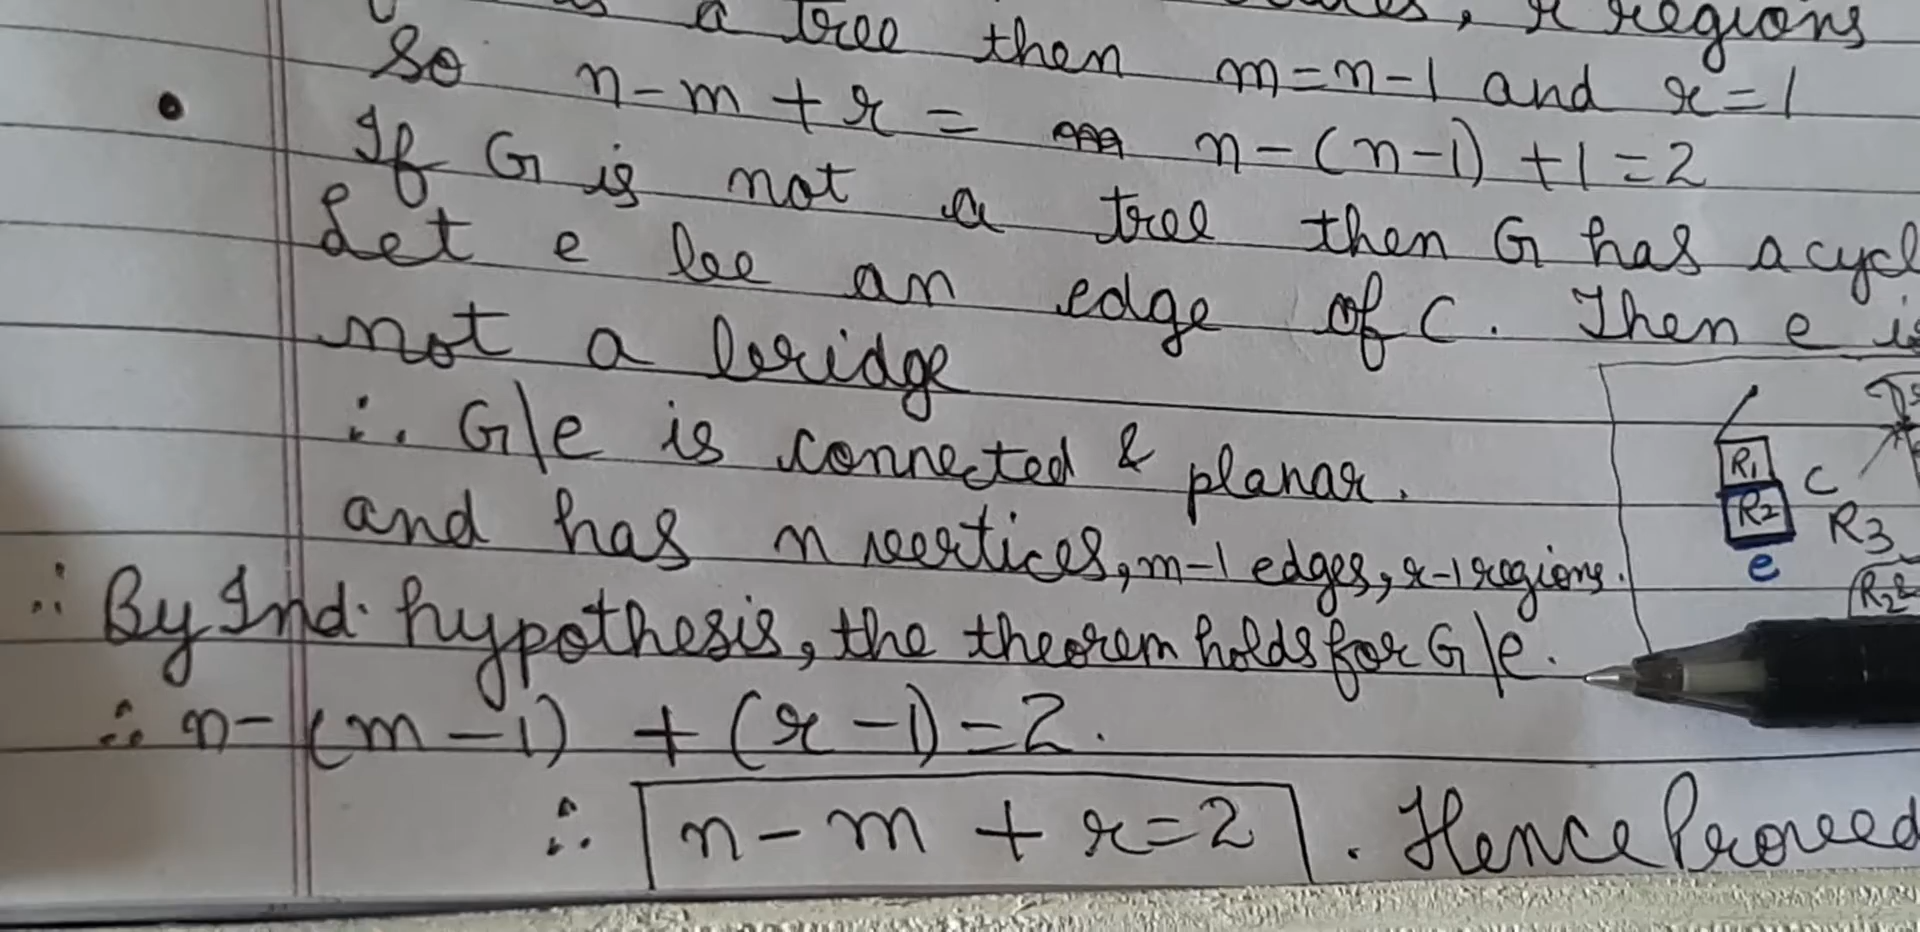 a tree then m=n-1 and r=1
So n-m+r= n-(n-1)+1=2
If G is not a tree then G has a cycl
Let e be an edge of C. Then e is
not a bridge
∴ G\e is connected & planar.
and has n vertices, m-1 edges, r-1 regions.
∴ By Ind. hypothesis, the theorem holds for G\e.
∴ n-(m-1)+(r-1)=2.
∴ n-m+r=2. Hence Proved
R1
C
R2
R3
e
R2